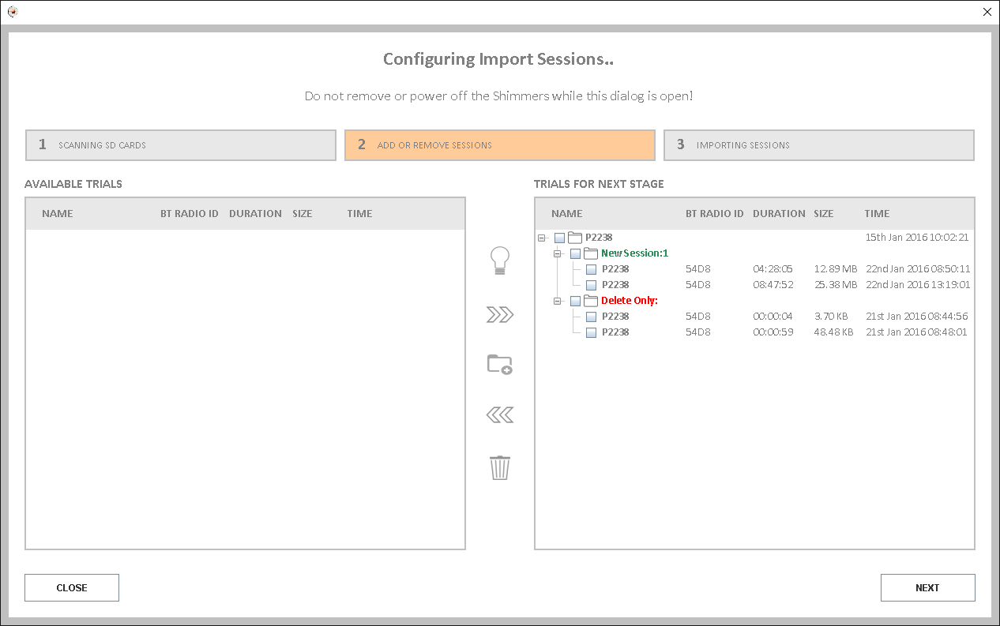 Configuring Import Sessions..
Do not remove or power off the Shimmers while this dialog is open!
1 SCANNING SD CARDS
2 ADD OR REMOVE SESSIONS
3 IMPORTING SESSIONS
AVAILABLE TRIALS
NAME BT RADIO ID DURATION SIZE TIME
TRIALS FOR NEXT STAGE
NAME BT RADIO ID DURATION SIZE TIME
P2238 15th Jan 2016 10:02:21
New Session:1
P2238 54D8 04:28:05 12.89 MB 22nd Jan 2016 08:50:11
P2238 54D8 08:47:52 25.38 MB 22nd Jan 2016 13:19:01
Delete Only:
P2238 54D8 00:00:04 3.70 KB 21st Jan 2016 08:44:56
P2238 54D8 00:00:59 48.48 KB 21st Jan 2016 08:48:01
CLOSE
NEXT